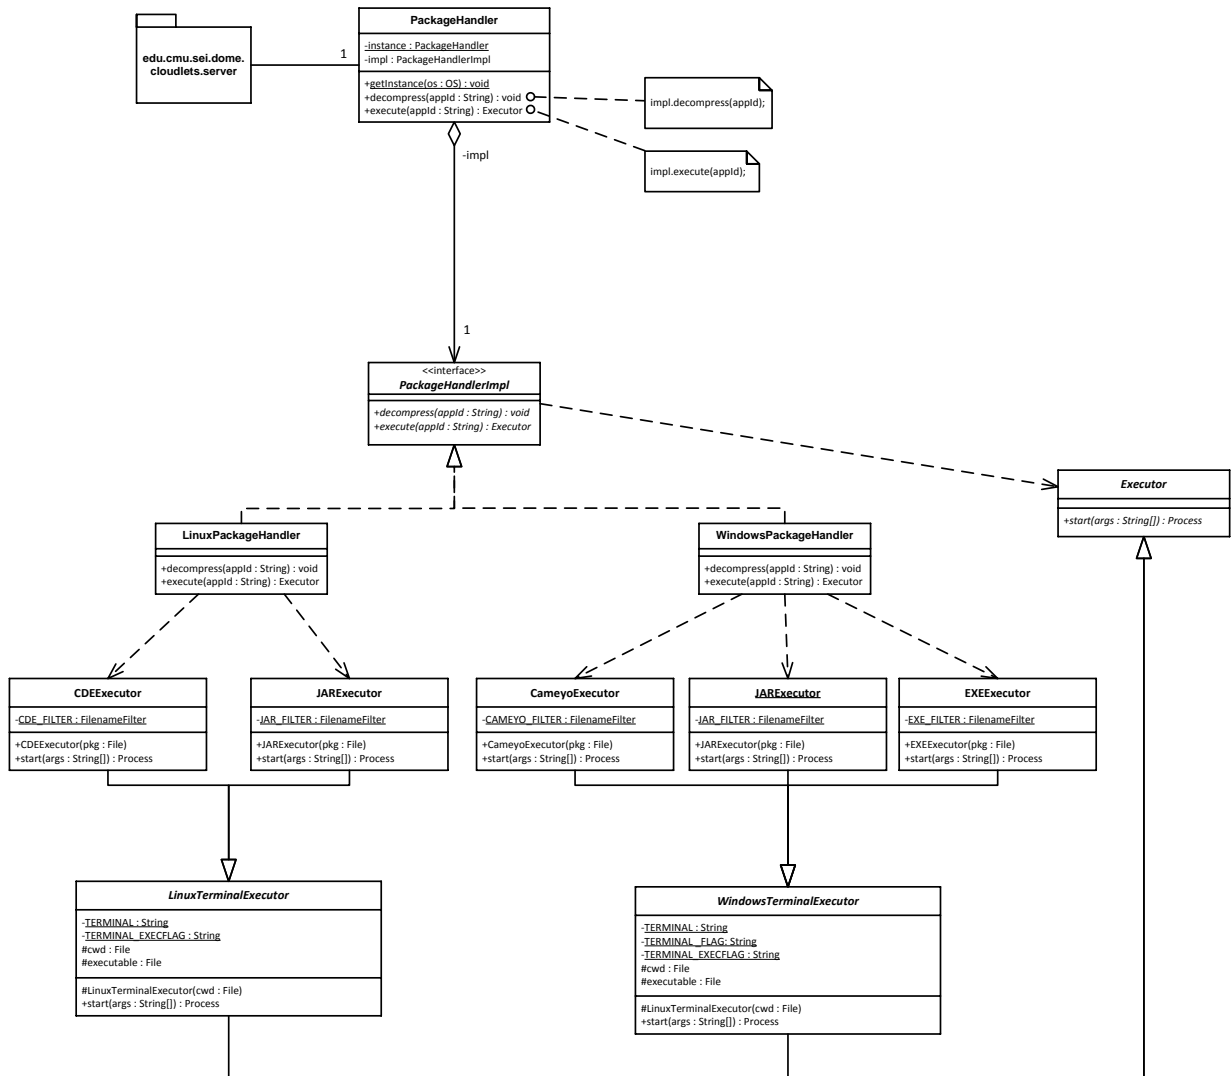 edu.cmu.sei.dome.
cloudlets.server
1
PackageHandler
-instance : PackageHandler
-impl : PackageHandlerImpl
+getInstance(os : OS) : void
+decompress(appId : String) : void
+execute(appId : String) : Executor
impl.decompress(appId);
impl.execute(appId);
-impl
1
<<interface>>
PackageHandlerImpl
+decompress(appId : String) : void
+execute(appId : String) : Executor
Executor
+start(args : String[]) : Process
LinuxPackageHandler
+decompress(appId : String) : void
+execute(appId : String) : Executor
WindowsPackageHandler
+decompress(appId : String) : void
+execute(appId : String) : Executor
CDEExecutor
-CDE_FILTER : FilenameFilter
+CDEExecutor(pkg : File)
+start(args : String[]) : Process
JARExecutor
-JAR_FILTER : FilenameFilter
+JARExecutor(pkg : File)
+start(args : String[]) : Process
CameyoExecutor
-CAMEYO_FILTER : FilenameFilter
+CameyoExecutor(pkg : File)
+start(args : String[]) : Process
JARExecutor
-JAR_FILTER : FilenameFilter
+JARExecutor(pkg : File)
+start(args : String[]) : Process
EXEExecutor
-EXE_FILTER : FilenameFilter
+EXEExecutor(pkg : File)
+start(args : String[]) : Process
LinuxTerminalExecutor
-TERMINAL : String
-TERMINAL_EXECFLAG : String
#cwd : File
#executable : File
#LinuxTerminalExecutor(cwd : File)
+start(args : String[]) : Process
WindowsTerminalExecutor
-TERMINAL : String
-TERMINAL _FLAG: String
-TERMINAL_EXECFLAG : String
#cwd : File
#executable : File
#LinuxTerminalExecutor(cwd : File)
+start(args : String[]) : Process